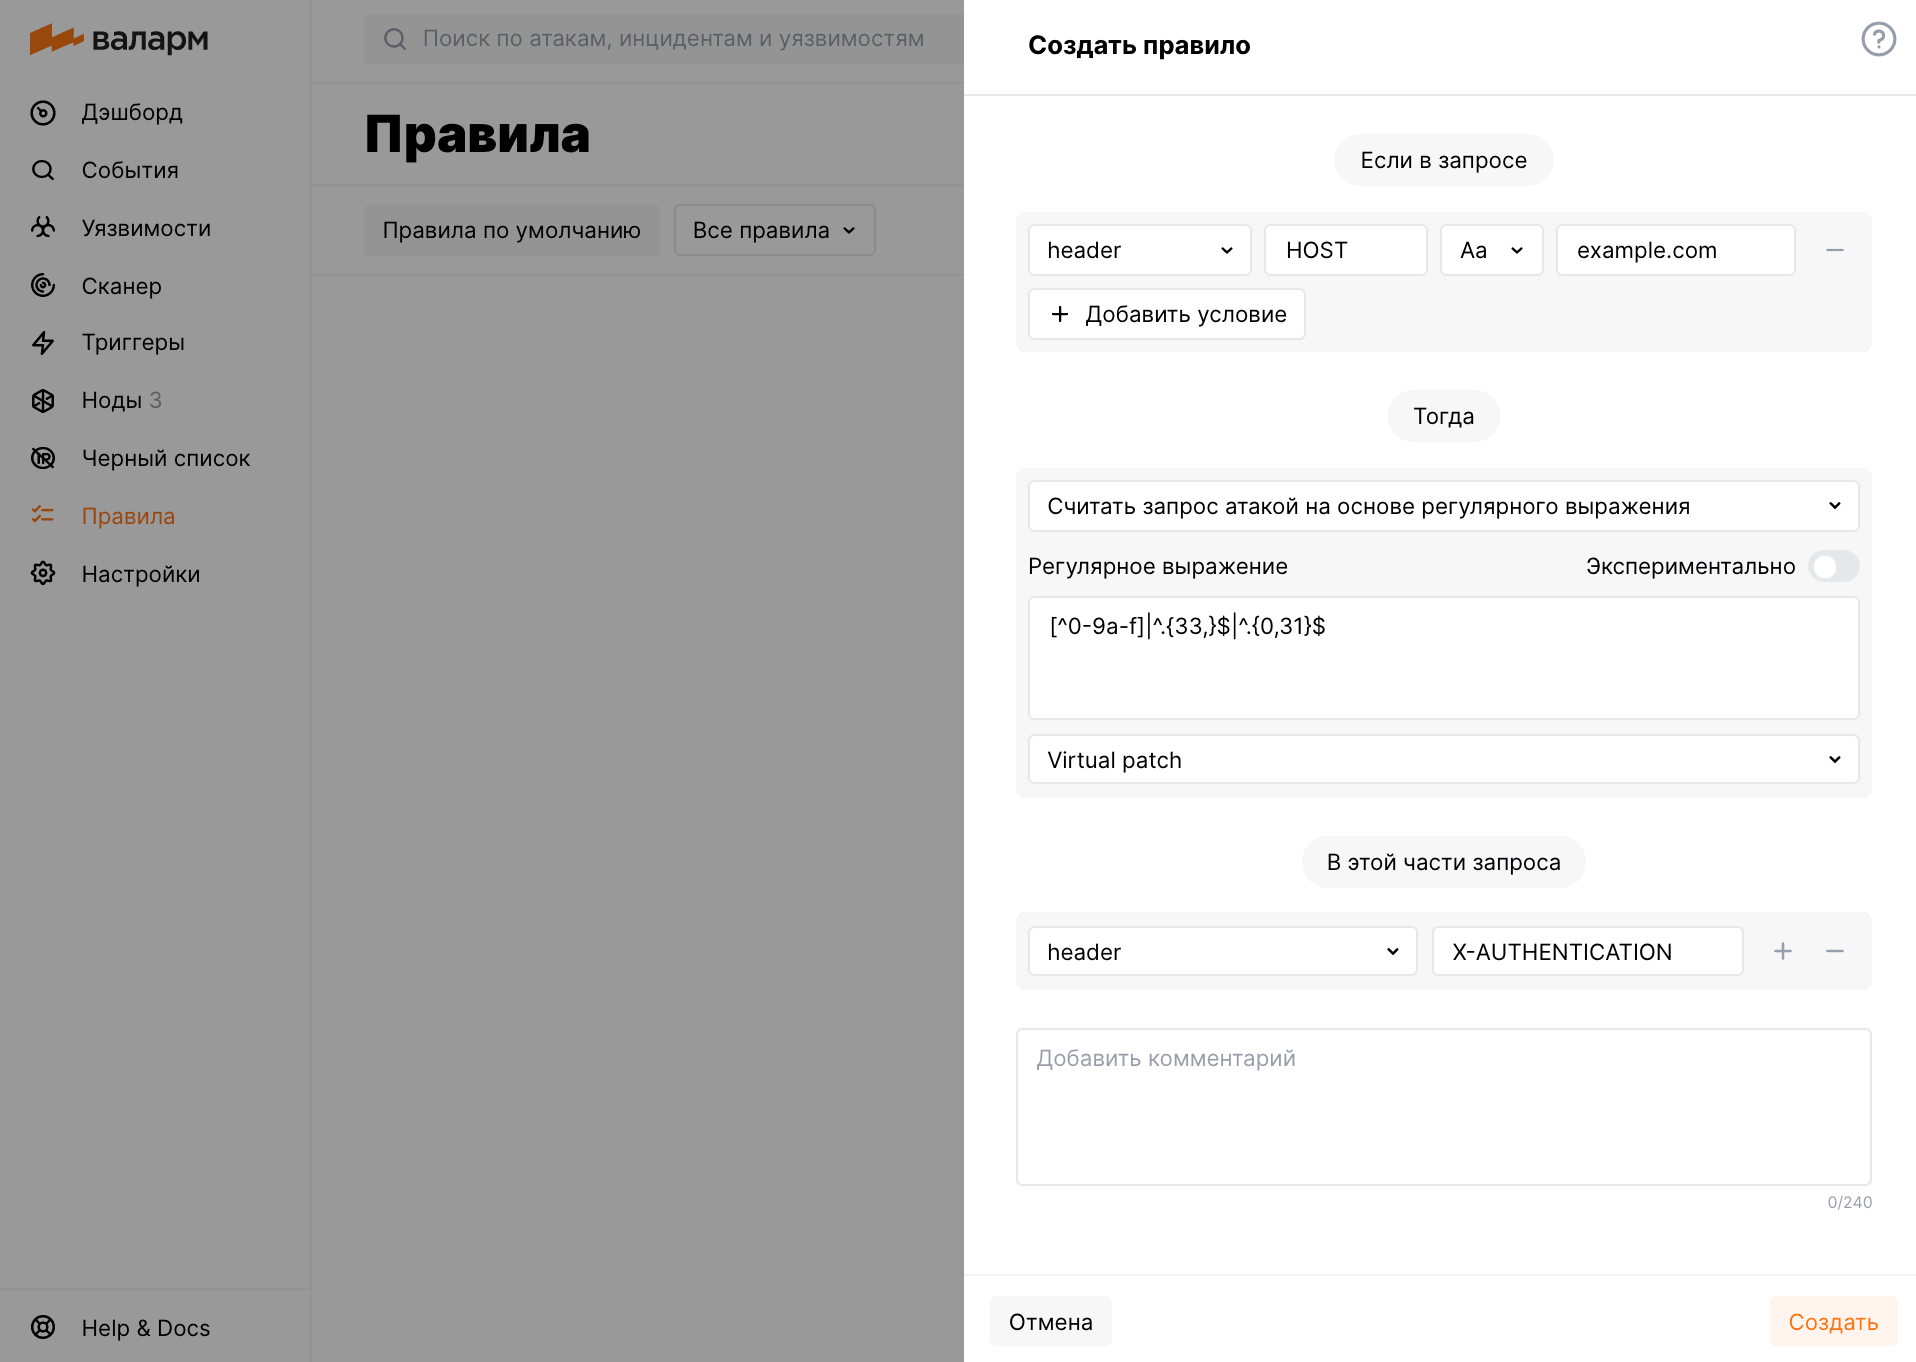 валарм
Дэшборд
События
Уязвимости
Сканер
Триггеры
Ноды 3
Черный список
Правила
Настройки
Help & Docs
Поиск по атакам, инцидентам и уязвимостям
Правила
Правила по умолчанию
Все правила
Создать правило
Если в запросе
header HOST Aa example.com
Добавить условие
Тогда
Считать запрос атакой на основе регулярного выражения
Регулярное выражение Экспериментально
[^0-9a-f]|^.{33,}$|^.{0,31}$
Virtual patch
В этой части запроса
header X-AUTHENTICATION
Добавить комментарий
0/240
Отмена Создать